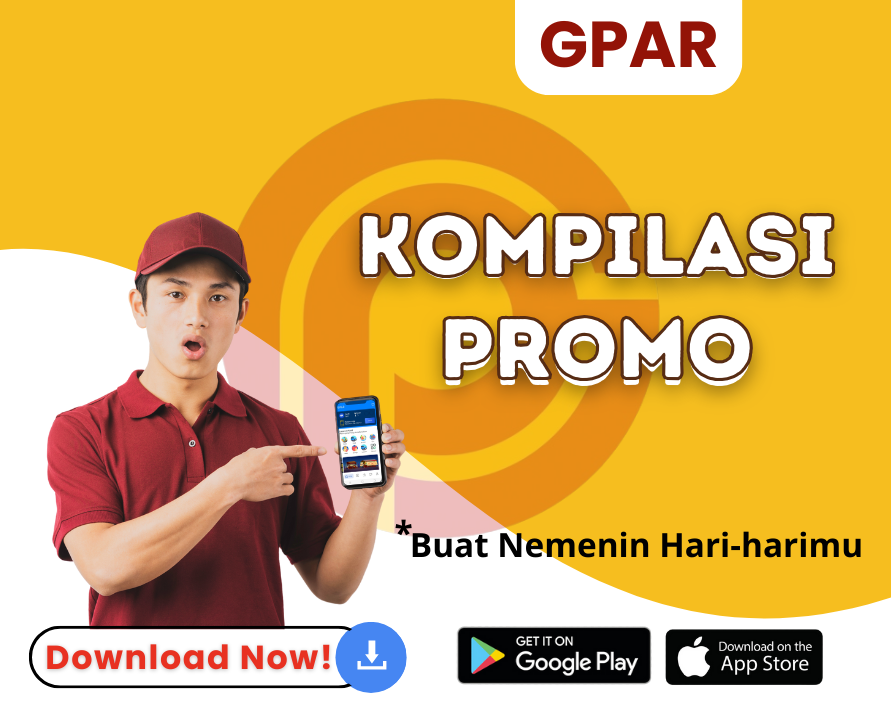 GPAR
KOMPILASI
PROMO
*Buat Nemenin Hari-harimu
Download Now!
GET IT ON
Google Play
Download on the
App Store